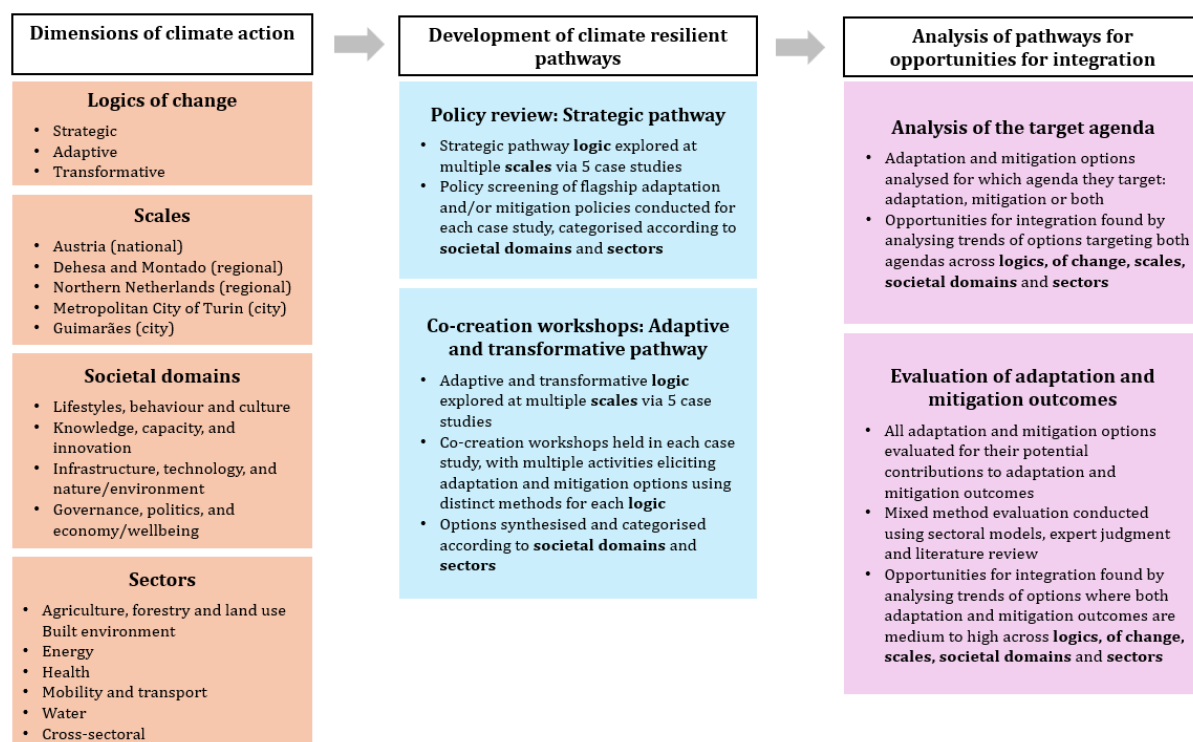 Dimensions of climate action
Logics of change
• Strategic
• Adaptive
• Transformative
Scales
• Austria (national)
• Dehesa and Montado (regional)
• Northern Netherlands (regional)
• Metropolitan City of Turin (city)
• Guimarães (city)
Societal domains
• Lifestyles, behaviour and culture
• Knowledge, capacity, and
innovation
• Infrastructure, technology, and
nature/environment
• Governance, politics, and
economy/wellbeing
Sectors
• Agriculture, forestry and land use
Built environment
• Energy
• Health
• Mobility and transport
• Water
• Cross-sectoral
Development of climate resilient
pathways
Policy review: Strategic pathway
• Strategic pathway logic explored at
multiple scales via 5 case studies
• Policy screening of flagship adaptation
and/or mitigation policies conducted for
each case study, categorised according to
societal domains and sectors
Co-creation workshops: Adaptive
and transformative pathway
• Adaptive and transformative logic
explored at multiple scales via 5 case
studies
• Co-creation workshops held in each case
study, with multiple activities eliciting
adaptation and mitigation options using
distinct methods for each logic
• Options synthesised and categorised
according to societal domains and
sectors
Analysis of pathways for
opportunities for integration
Analysis of the target agenda
• Adaptation and mitigation options
analysed for which agenda they target:
adaptation, mitigation or both
• Opportunities for integration found by
analysing trends of options targeting both
agendas across logics, of change, scales,
societal domains and sectors
Evaluation of adaptation and
mitigation outcomes
• All adaptation and mitigation options
evaluated for their potential
contributions to adaptation and
mitigation outcomes
• Mixed method evaluation conducted
using sectoral models, expert judgment
and literature review
• Opportunities for integration found by
analysing trends of options where both
adaptation and mitigation outcomes are
medium to high across logics, of change,
scales, societal domains and sectors